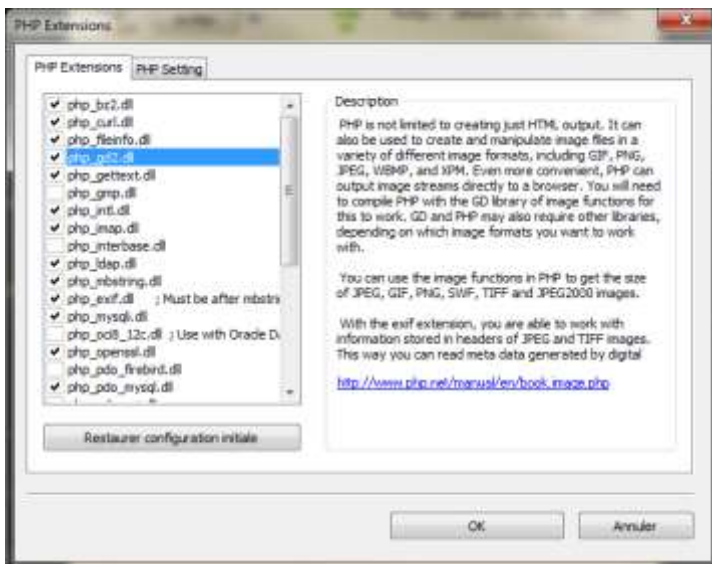 PHP Extensions
PHP Extensions
PHP Setting
php_bz2.dll
php_curl.dll
php_fileinfo.dll
php_gd2.dll
php_gettext.dll
php_gmp.dll
php_intl.dll
php_imap.dll
php_interbase.dll
php_ldap.dll
php_mbstring.dll
php_exif.dll ; Must be after mbstri
php_mysqli.dll
php_oci8_12c.dll ; Use with Oracle D
php_openssl.dll
php_pdo_firebird.dll
php_pdo_mysql.dll
Restaurer configuration initiale
Description
PHP is not limited to creating just HTML output. It can
also be used to create and manipulate image files in a
variety of different image formats, including GIF, PNG,
JPEG, WBMP, and XPM. Even more convenient, PHP can
output image streams directly to a browser. You will need
to compile PHP with the GD library of image functions for
this to work. GD and PHP may also require other libraries,
depending on which image formats you want to work
with.
You can use the image functions in PHP to get the size
of JPEG, GIF, PNG, SWF, TIFF and JPEG2000 images.
With the exif extension, you are able to work with
information stored in headers of JPEG and TIFF images.
This way you can read meta data generated by digital
http://www.php.net/manual/en/book.image.php
OK
Annuler